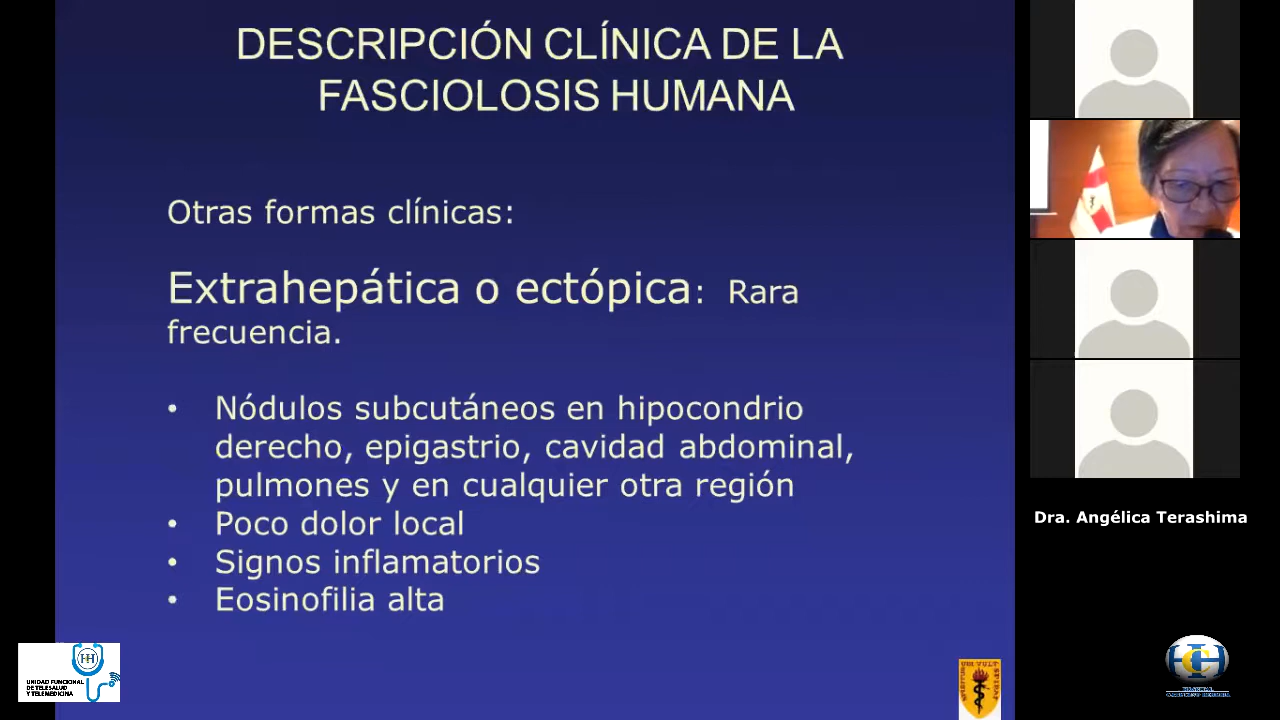 DESCRIPCIÓN CLÍNICA DE LA
FASCIOLOSIS HUMANA
Otras formas clínicas:
Extrahepática o ectópica: Rara
frecuencia.
• Nódulos subcutáneos en hipocondrio
derecho, epigastrio, cavidad abdominal,
pulmones y en cualquier otra región
• Poco dolor local
• Signos inflamatorios
• Eosinofilia alta
Dra. Angélica Terashima
UNIDAD FUNCIONAL
DE TELESALUD
Y TELEMEDICINA